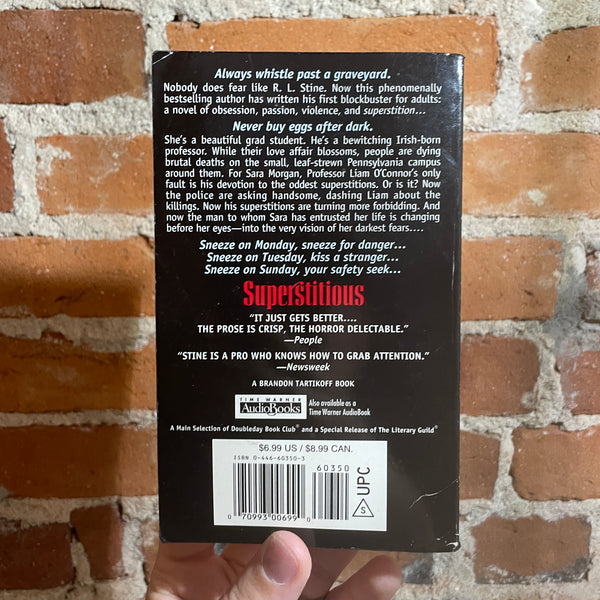 Always whistle past a graveyard.
Nobody does fear like R. L. Stine. Now this phenomenally
bestselling author has written his first blockbuster for adults:
a novel of obsession, passion, violence, and superstition...
Never buy eggs after dark.
She's a beautiful grad student. He's a bewitching Irish-born
professor. While their love affair blossoms, people are dying
brutal deaths on the small, leaf-strewn Pennsylvania campus
around them. For Sara Morgan, Professor Liam O'Connor's only
fault is his devotion to the oddest superstitions. Or is it? Now
the police are asking handsome, dashing Liam about the
killings. Now his superstitions are turning more forbidding. And
now the man to whom Sara has entrusted her life is changing
before her eyes—into the very vision of her darkest fears....
Sneeze on Monday, sneeze for danger...
Sneeze on Tuesday, kiss a stranger...
Sneeze on Sunday, your safety seek...
Superstitious
"IT JUST GETS BETTER....
THE PROSE IS CRISP, THE HORROR DELECTABLE."
—People
"STINE IS A PRO WHO KNOWS HOW TO GRAB ATTENTION."
—Newsweek
A BRANDON TARTIKOFF BOOK
TIME WARNER
AudioBooks
Also available as a
Time Warner AudioBook
A Main Selection of Doubleday Book Club® and a Special Release of The Literary Guild®
$6.99 US / $8.99 CAN.
ISBN 0-446-60350-3
60350
0 70993 00699 0
S UPC